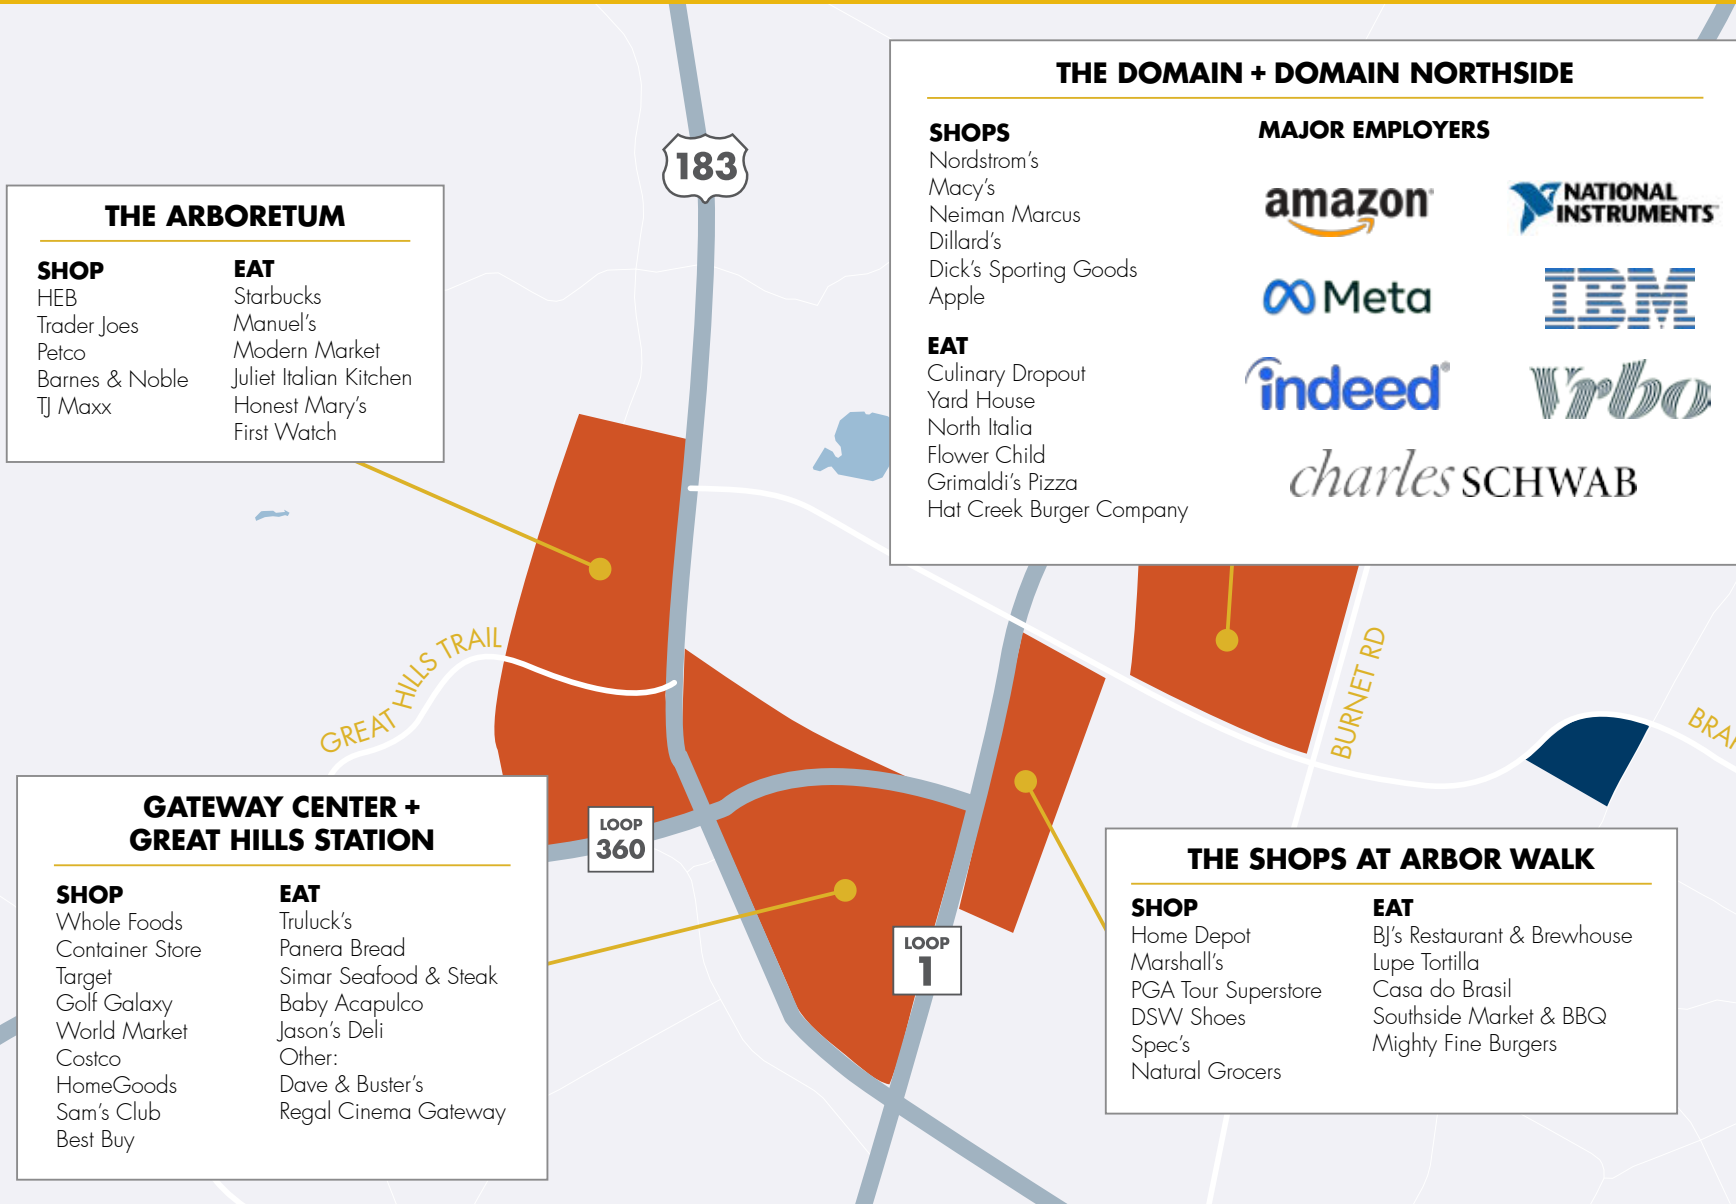 THE DOMAIN + DOMAIN NORTHSIDE
SHOPS
Nordstrom's
Macy's
Neiman Marcus
Dillard's
Dick's Sporting Goods
Apple
EAT
Culinary Dropout
Yard House
North Italia
Flower Child
Grimaldi's Pizza
Hat Creek Burger Company
MAJOR EMPLOYERS
amazon
NATIONAL
INSTRUMENTS
Meta
IBM
indeed
Vrbo
charles SCHWAB
183
THE ARBORETUM
SHOP
HEB
Trader Joes
Petco
Barnes & Noble
TJ Maxx
EAT
Starbucks
Manuel's
Modern Market
Juliet Italian Kitchen
Honest Mary's
First Watch
GREAT HILLS TRAIL
BURNET RD
BRA
GATEWAY CENTER +
GREAT HILLS STATION
SHOP
Whole Foods
Container Store
Target
Golf Galaxy
World Market
Costco
HomeGoods
Sam's Club
Best Buy
EAT
Truluck's
Panera Bread
Simar Seafood & Steak
Baby Acapulco
Jason's Deli
Other:
Dave & Buster's
Regal Cinema Gateway
LOOP
360
LOOP
1
THE SHOPS AT ARBOR WALK
SHOP
Home Depot
Marshall's
PGA Tour Superstore
DSW Shoes
Spec's
Natural Grocers
EAT
BJ's Restaurant & Brewhouse
Lupe Tortilla
Casa do Brasil
Southside Market & BBQ
Mighty Fine Burgers